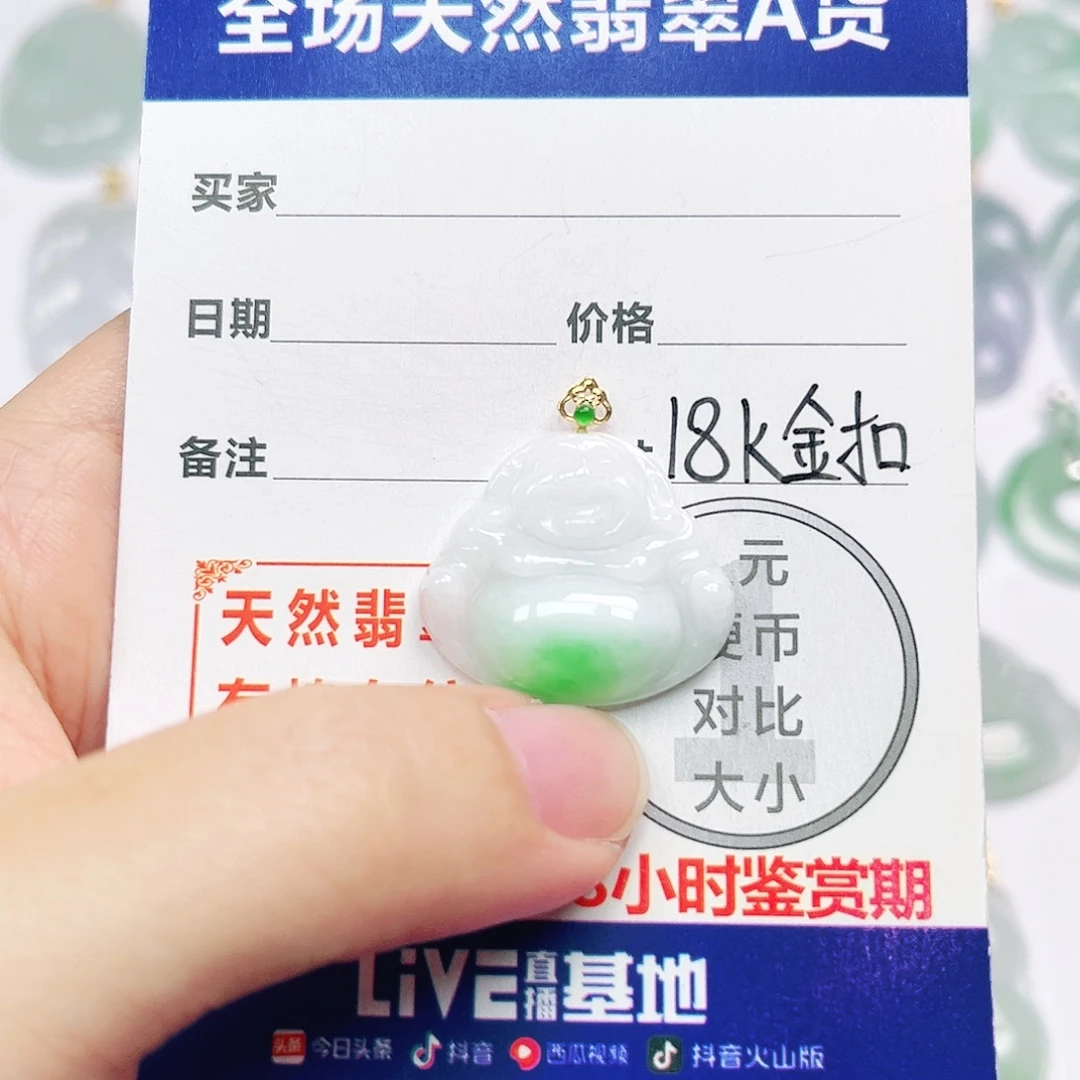 全场天然翡翠A货
买家
日期 价格
备注 18k金扣
天然翡
元
币
对比
大小
小时鉴赏期
LIVE直播基地
头条 今日头条 抖音 西瓜视频 抖音火山版